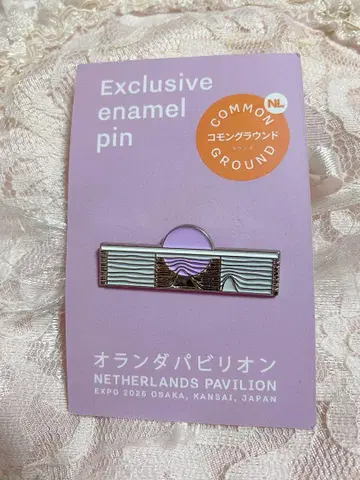 Exclusive
enamel
pin
NL
COMMON
コモングラウンド
GROUND
オランダパビリオン
NETHERLANDS PAVILION
EXPO 2025 OSAKA, KANSAI, JAPAN